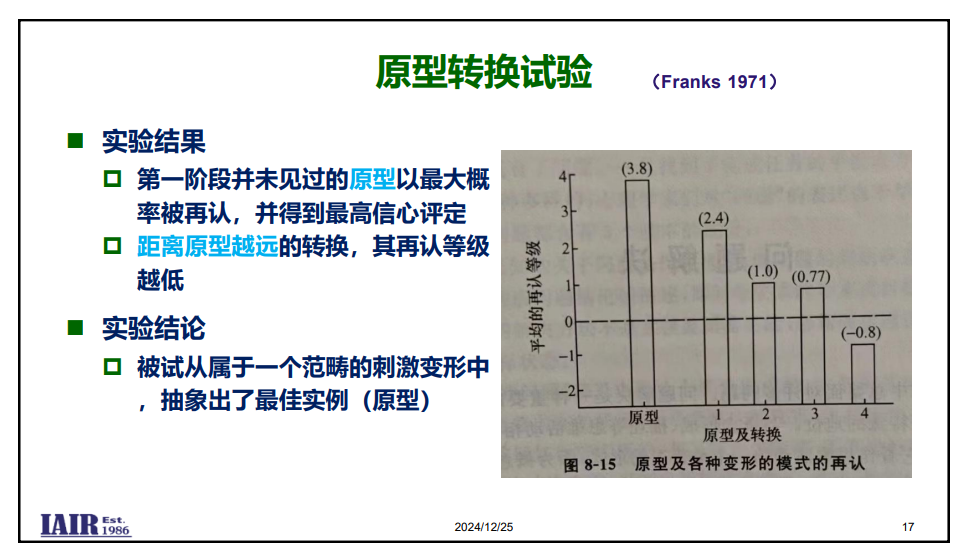 原型转换试验 （Franks 1971）
实验结果
第一阶段并未见过的原型以最大概
率被再认，并得到最高信心评定
距离原型越远的转换，其再认等级
越低
实验结论
被试从属于一个范畴的刺激变形中
，抽象出了最佳实例（原型）
平均的再认等级
4
3
2
1
0
−1
−2
(3.8)
(2.4)
(1.0)
(0.77)
(−0.8)
原型 1 2 3 4
原型及转换
图 8-15 原型及各种变形的模式的再认
问题解决
IAIR Est. 1986
2024/12/25
17